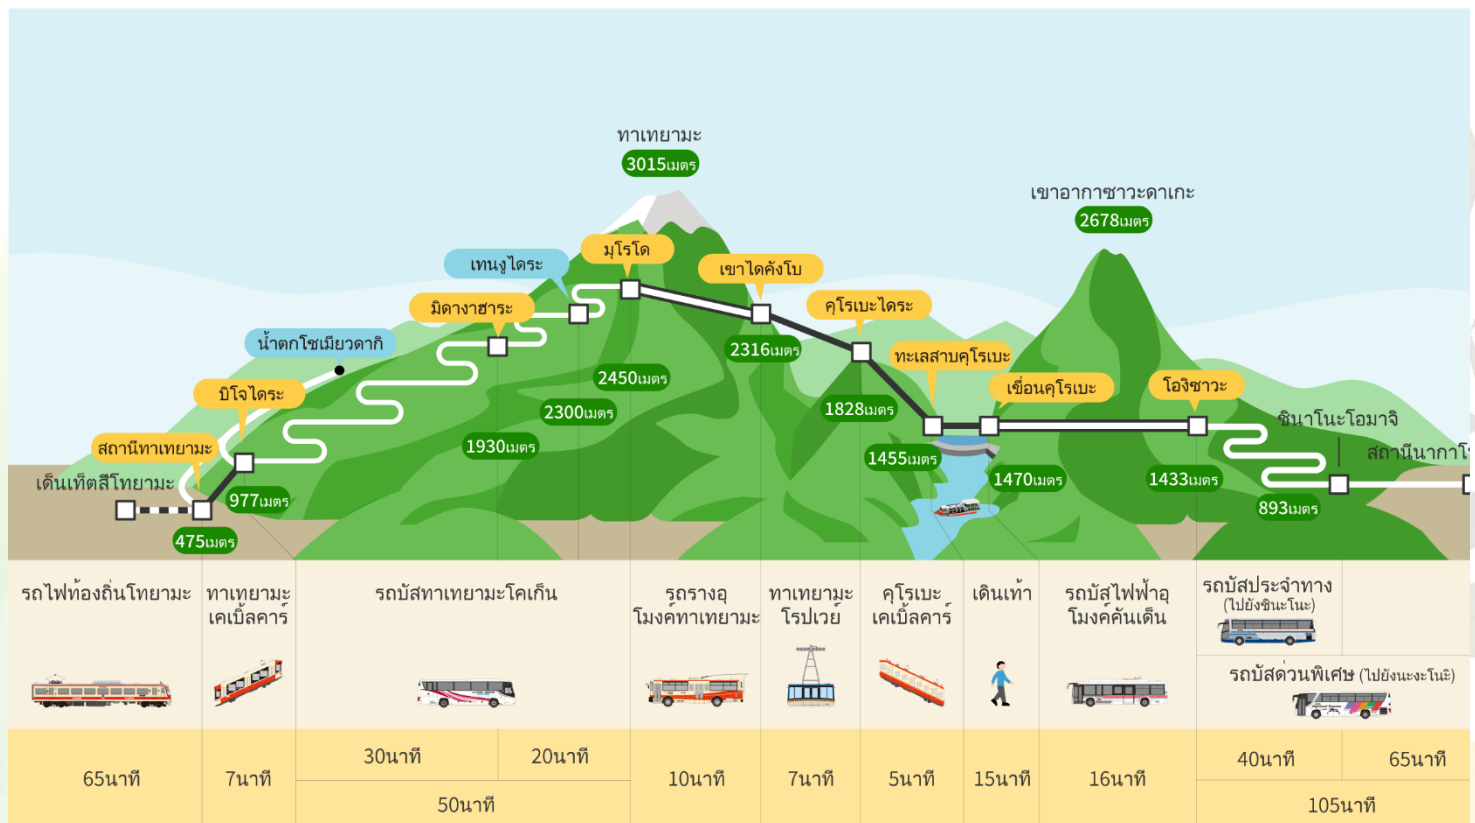 ทาเทยามะ
3015เมตร
เขาอากาซาวะดาเกะ
2678เมตร
มุโรโด
เทนงูไดระ
เขาไดคังโบ
มิดางาฮาระ
คุโรเบะไดระ
น้ำตกโชเมียวดากิ
2316เมตร
ทะเลสาบคุโรเบะ
2450เมตร
บิโจไดระ
เขื่อนคุโรเบะ
โองิซาวะ
2300เมตร
1828เมตร
ชินาโนะโอมาจิ
สถานีทาเทยามะ
1930เมตร
1455เมตร
สถานีนากาโ
เด็นเท็ตสึโทยามะ
977เมตร
1470เมตร
1433เมตร
893เมตร
475เมตร
รถไฟท้องถิ่นโทยามะ
ทาเทยามะ
เคเบิ้ลคาร์
รถบัสทาเทยามะโคเก็น
รถรางอุ
โมงค์ทาเทยามะ
ทาเทยามะ
โรปเวย์
คุโรเบะ
เคเบิ้ลคาร์
เดินเท้า
รถบัสไฟฟ้าอุ
โมงค์คันเด็น
รถบัสประจำทาง
(ไปยังชินะโนะ)
รถบัสด่วนพิเศษ (ไปยังนะงะโนะิ)
65นาที
7นาที
30นาที
20นาที
50นาที
10นาที
7นาที
5นาที
15นาที
16นาที
40นาที
65นาที
105นาที